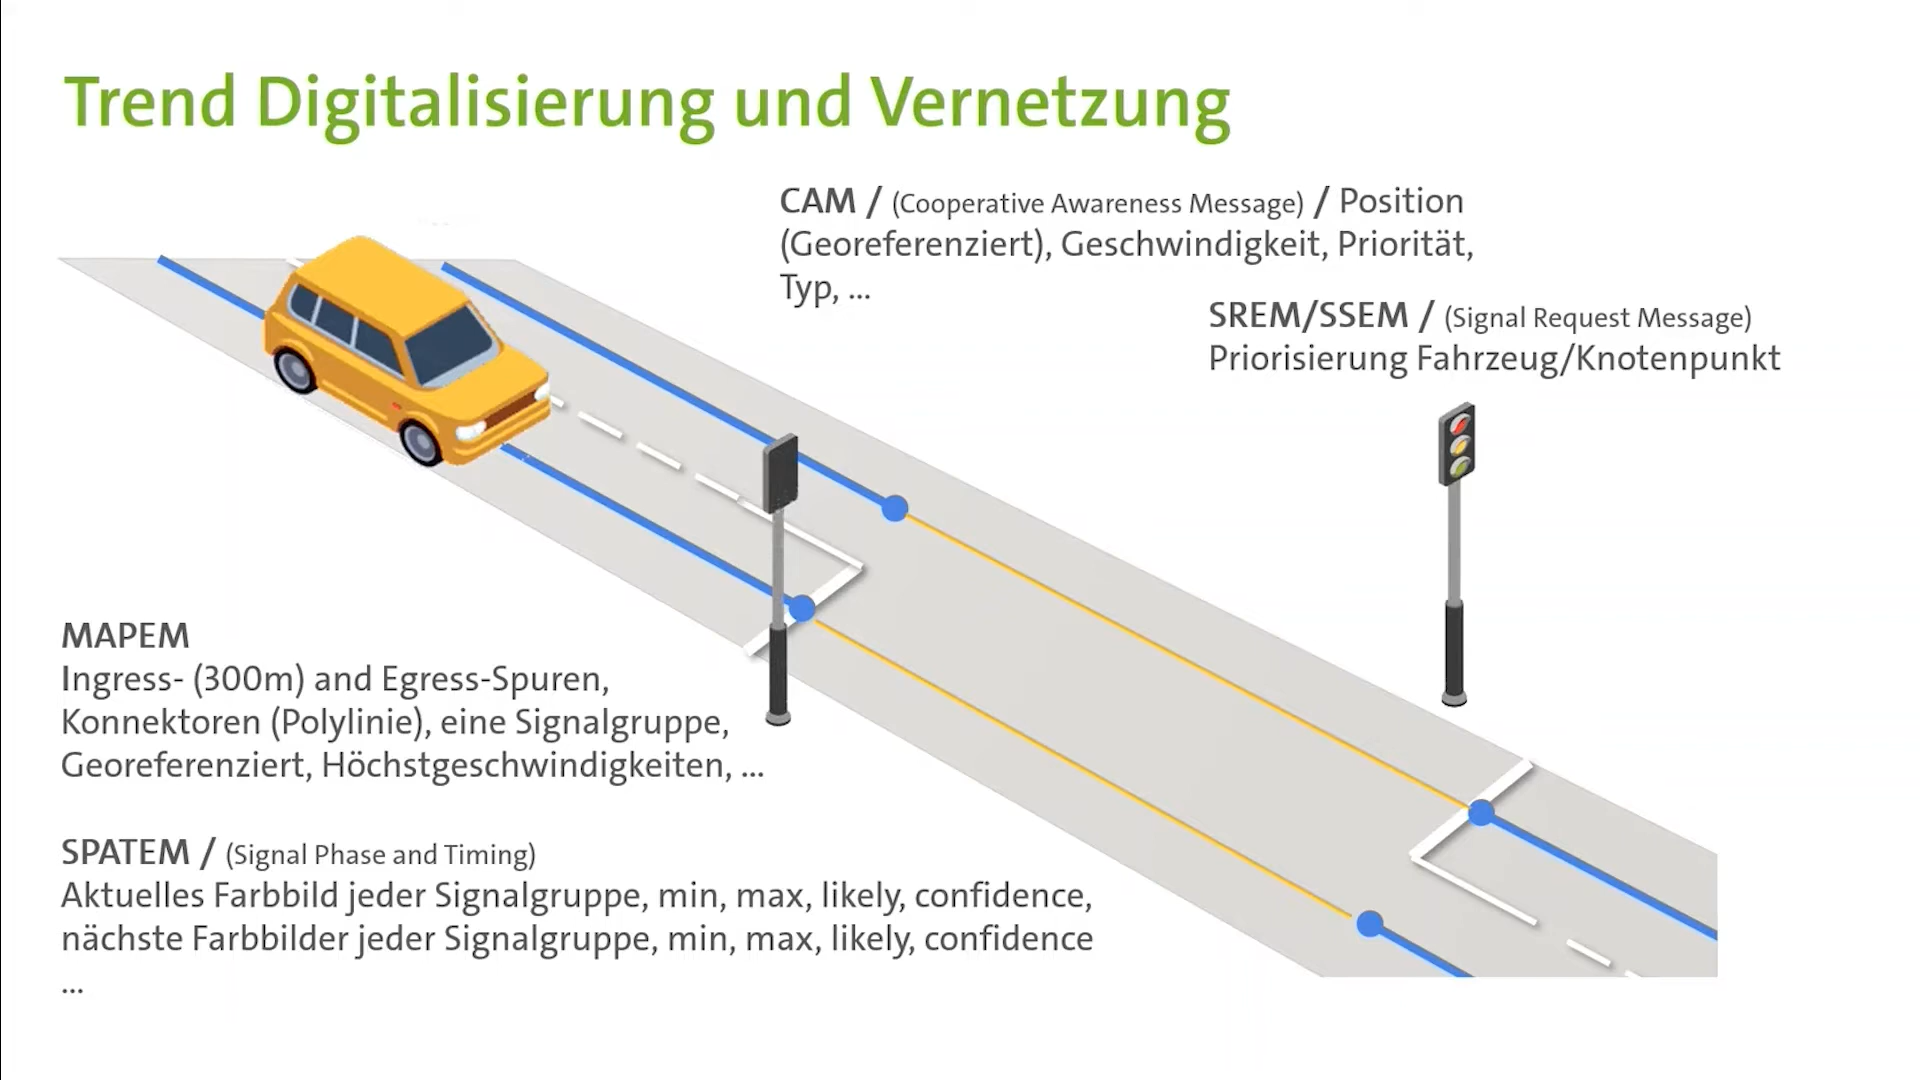 Trend Digitalisierung und Vernetzung
CAM / (Cooperative Awareness Message) / Position
(Georeferenziert), Geschwindigkeit, Priorität,
Typ, ...
SREM/SSEM / (Signal Request Message)
Priorisierung Fahrzeug/Knotenpunkt
MAPEM
Ingress- (300m) and Egress-Spuren,
Konnektoren (Polylinie), eine Signalgruppe,
Georeferenziert, Höchstgeschwindigkeiten, ...
SPATEM / (Signal Phase and Timing)
Aktuelles Farbbild jeder Signalgruppe, min, max, likely, confidence,
nächste Farbbilder jeder Signalgruppe, min, max, likely, confidence
...